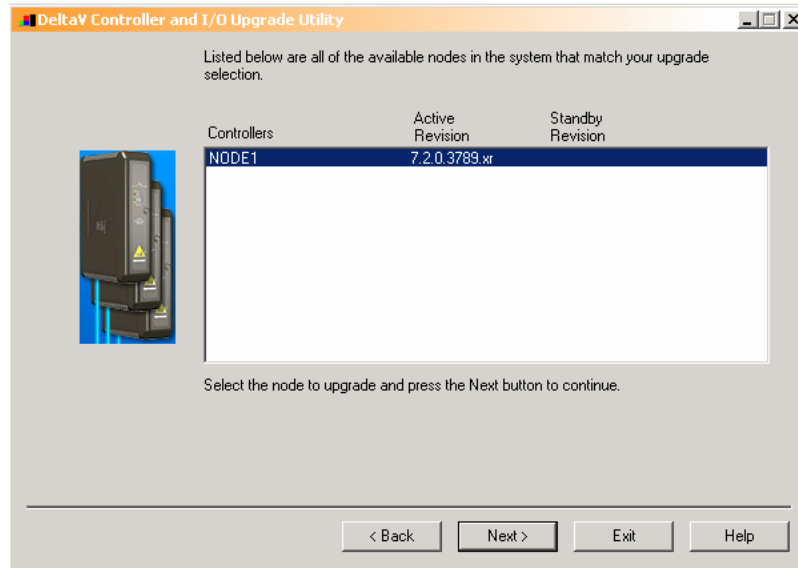 DeltaV Controller and I/O Upgrade Utility
Listed below are all of the available nodes in the system that match your upgrade
selection.
Controllers Active Revision Standby Revision
NODE1 7.2.0.3789.xr
Select the node to upgrade and press the Next button to continue.
< Back Next > Exit Help